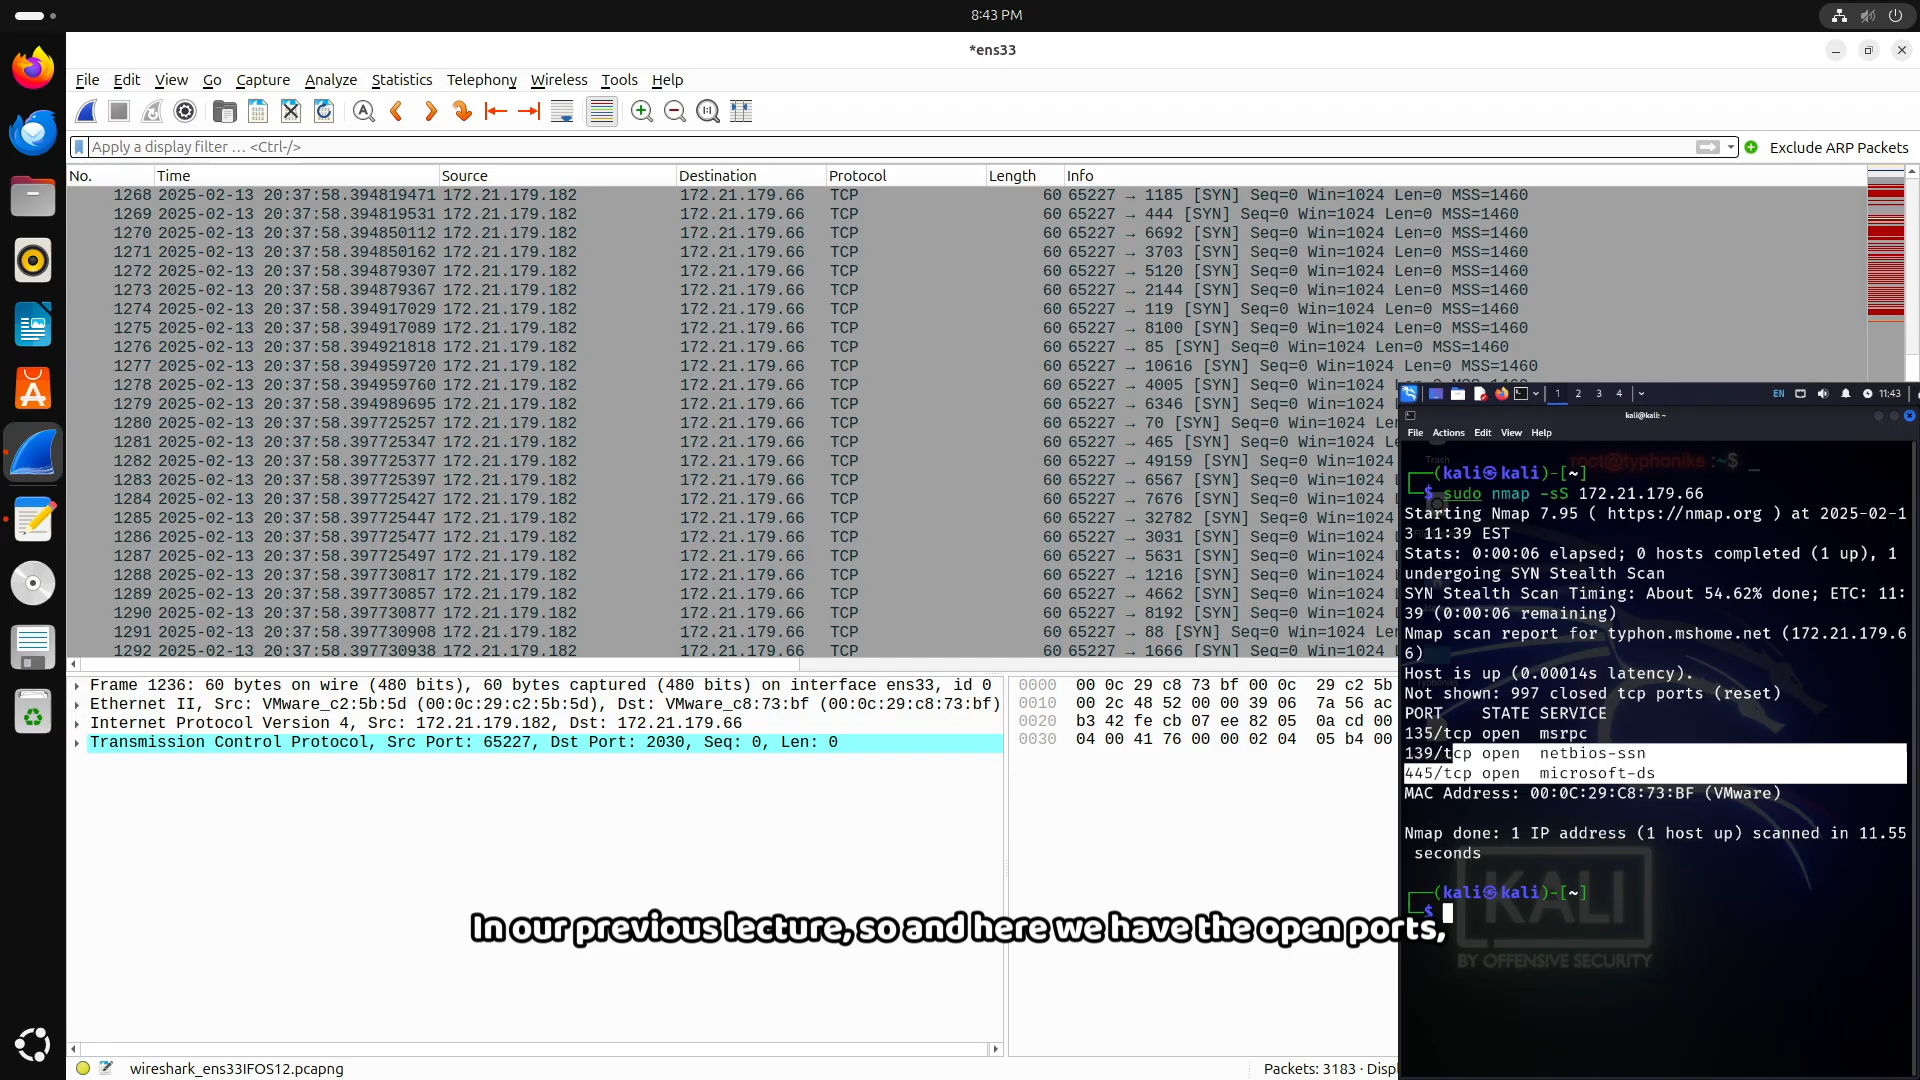 8:43 PM
*ens33
File Edit View Go Capture Analyze Statistics Telephony Wireless Tools Help
Apply a display filter … <Ctrl-/>
Exclude ARP Packets
No. Time Source Destination Protocol Length Info
1268 2025-02-13 20:37:58.394819471 172.21.179.182 172.21.179.66 TCP 60 65227 → 1185 [SYN] Seq=0 Win=1024 Len=0 MSS=1460
1269 2025-02-13 20:37:58.394819531 172.21.179.182 172.21.179.66 TCP 60 65227 → 444 [SYN] Seq=0 Win=1024 Len=0 MSS=1460
1270 2025-02-13 20:37:58.394850112 172.21.179.182 172.21.179.66 TCP 60 65227 → 6692 [SYN] Seq=0 Win=1024 Len=0 MSS=1460
1271 2025-02-13 20:37:58.394850162 172.21.179.182 172.21.179.66 TCP 60 65227 → 3703 [SYN] Seq=0 Win=1024 Len=0 MSS=1460
1272 2025-02-13 20:37:58.394879307 172.21.179.182 172.21.179.66 TCP 60 65227 → 5120 [SYN] Seq=0 Win=1024 Len=0 MSS=1460
1273 2025-02-13 20:37:58.394879367 172.21.179.182 172.21.179.66 TCP 60 65227 → 2144 [SYN] Seq=0 Win=1024 Len=0 MSS=1460
1274 2025-02-13 20:37:58.394917029 172.21.179.182 172.21.179.66 TCP 60 65227 → 119 [SYN] Seq=0 Win=1024 Len=0 MSS=1460
1275 2025-02-13 20:37:58.394917089 172.21.179.182 172.21.179.66 TCP 60 65227 → 8100 [SYN] Seq=0 Win=1024 Len=0 MSS=1460
1276 2025-02-13 20:37:58.394921818 172.21.179.182 172.21.179.66 TCP 60 65227 → 85 [SYN] Seq=0 Win=1024 Len=0 MSS=1460
1277 2025-02-13 20:37:58.394959720 172.21.179.182 172.21.179.66 TCP 60 65227 → 10616 [SYN] Seq=0 Win=1024 Len=0 MSS=1460
1278 2025-02-13 20:37:58.394959760 172.21.179.182 172.21.179.66 TCP 60 65227 → 4005 [SYN] Seq=0 Win=1024 Len=0 MSS=1460
1279 2025-02-13 20:37:58.394989695 172.21.179.182 172.21.179.66 TCP 60 65227 → 6346 [SYN] Seq=0 Win=1024
1280 2025-02-13 20:37:58.397725257 172.21.179.182 172.21.179.66 TCP 60 65227 → 70 [SYN] Seq=0 Win=1024 Len
1281 2025-02-13 20:37:58.397725347 172.21.179.182 172.21.179.66 TCP 60 65227 → 465 [SYN] Seq=0 Win=1024
1282 2025-02-13 20:37:58.397725377 172.21.179.182 172.21.179.66 TCP 60 65227 → 49159 [SYN] Seq=0 Win=1024
1283 2025-02-13 20:37:58.397725397 172.21.179.182 172.21.179.66 TCP 60 65227 → 6567 [SYN] Seq=0 Win=1024
1284 2025-02-13 20:37:58.397725427 172.21.179.182 172.21.179.66 TCP 60 65227 → 7676 [SYN] Seq=0 Win=1024
1285 2025-02-13 20:37:58.397725447 172.21.179.182 172.21.179.66 TCP 60 65227 → 32782 [SYN] Seq=0 Win=1024
1286 2025-02-13 20:37:58.397725477 172.21.179.182 172.21.179.66 TCP 60 65227 → 3031 [SYN] Seq=0 Win=1024
1287 2025-02-13 20:37:58.397725497 172.21.179.182 172.21.179.66 TCP 60 65227 → 5631 [SYN] Seq=0 Win=1024
1288 2025-02-13 20:37:58.397730817 172.21.179.182 172.21.179.66 TCP 60 65227 → 1216 [SYN] Seq=0 Win=1024
1289 2025-02-13 20:37:58.397730857 172.21.179.182 172.21.179.66 TCP 60 65227 → 4662 [SYN] Seq=0 Win=1024
1290 2025-02-13 20:37:58.397730877 172.21.179.182 172.21.179.66 TCP 60 65227 → 8192 [SYN] Seq=0 Win=1024
1291 2025-02-13 20:37:58.397730908 172.21.179.182 172.21.179.66 TCP 60 65227 → 88 [SYN] Seq=0 Win=1024
1292 2025-02-13 20:37:58.397730938 172.21.179.182 172.21.179.66 TCP 60 65227 → 1666 [SYN] Seq=0 Win=1024
Frame 1236: 60 bytes on wire (480 bits), 60 bytes captured (480 bits) on interface ens33, id 0
Ethernet II, Src: VMware_c2:5b:5d (00:0c:29:c2:5b:5d), Dst: VMware_c8:73:bf (00:0c:29:c8:73:bf)
Internet Protocol Version 4, Src: 172.21.179.182, Dst: 172.21.179.66
Transmission Control Protocol, Src Port: 65227, Dst Port: 2030, Seq: 0, Len: 0
0000 00 0c 29 c8 73 bf 00 0c 29 c2 5b
0010 00 2c 48 52 00 00 39 06 7a 56 ac
0020 b3 42 fe cb 07 ee 82 05 0a cd 00
0030 04 00 41 76 00 00 02 04 05 b4 00
1 2 3 4
EN 11:43
kali@kali: ~
File Actions Edit View Help
Trash
root@typhoniks :~$ _
(kali㉿kali)-[~]
$ sudo nmap -sS 172.21.179.66
Starting Nmap 7.95 ( https://nmap.org ) at 2025-02-1
3 11:39 EST
Stats: 0:00:06 elapsed; 0 hosts completed (1 up), 1
undergoing SYN Stealth Scan
SYN Stealth Scan Timing: About 54.62% done; ETC: 11:
39 (0:00:06 remaining)
Nmap scan report for typhon.mshome.net (172.21.179.6
6)
Host is up (0.00014s latency).
Not shown: 997 closed tcp ports (reset)
PORT STATE SERVICE
135/tcp open msrpc
139/tcp open netbios-ssn
445/tcp open microsoft-ds
MAC Address: 00:0C:29:C8:73:BF (VMware)
Nmap done: 1 IP address (1 host up) scanned in 11.55
seconds
(kali㉿kali)-[~]
$
KALI
BY OFFENSIVE SECURITY
In our previous lecture, so and here we have the open ports,
wireshark_ens33IFOS12.pcapng
Packets: 3183 · Displ